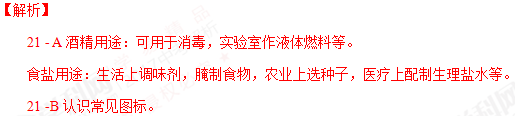 【解析】
21 - A 酒精用途：可用于消毒，实验室作液体燃料等。
食盐用途：生活上调味剂，腌制食物，农业上选种子，医疗上配制生理盐水等。
21 -B 认识常见图标。